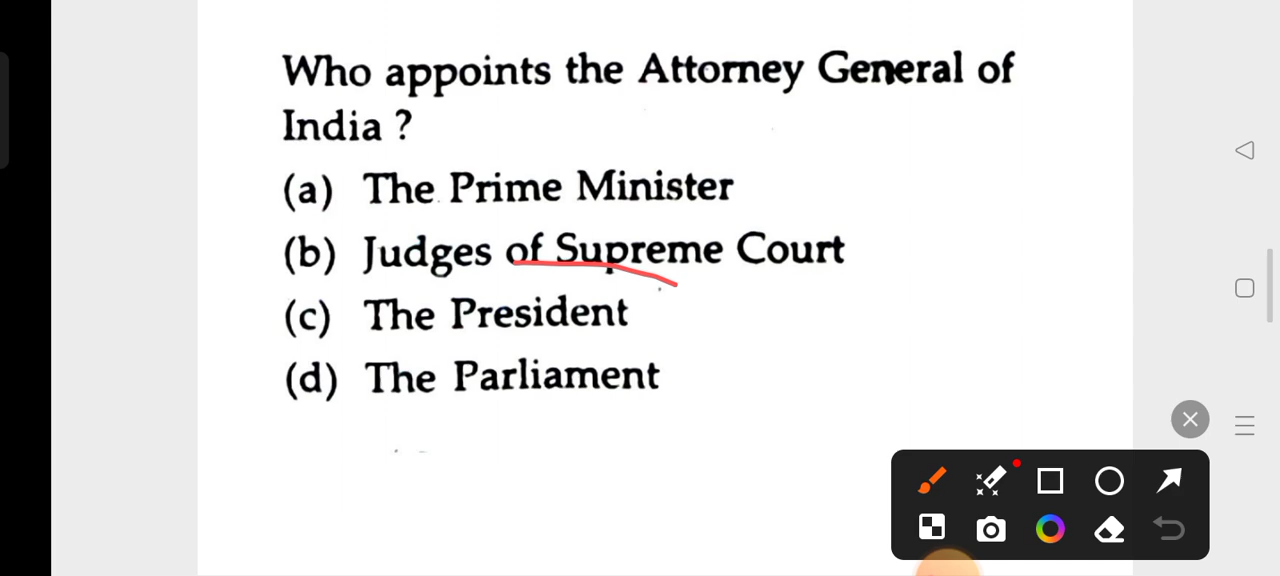 Who appoints the Attorney General of
India ?
(a) The Prime Minister
(b) Judges of Supreme Court
(c) The President
(d) The Parliament